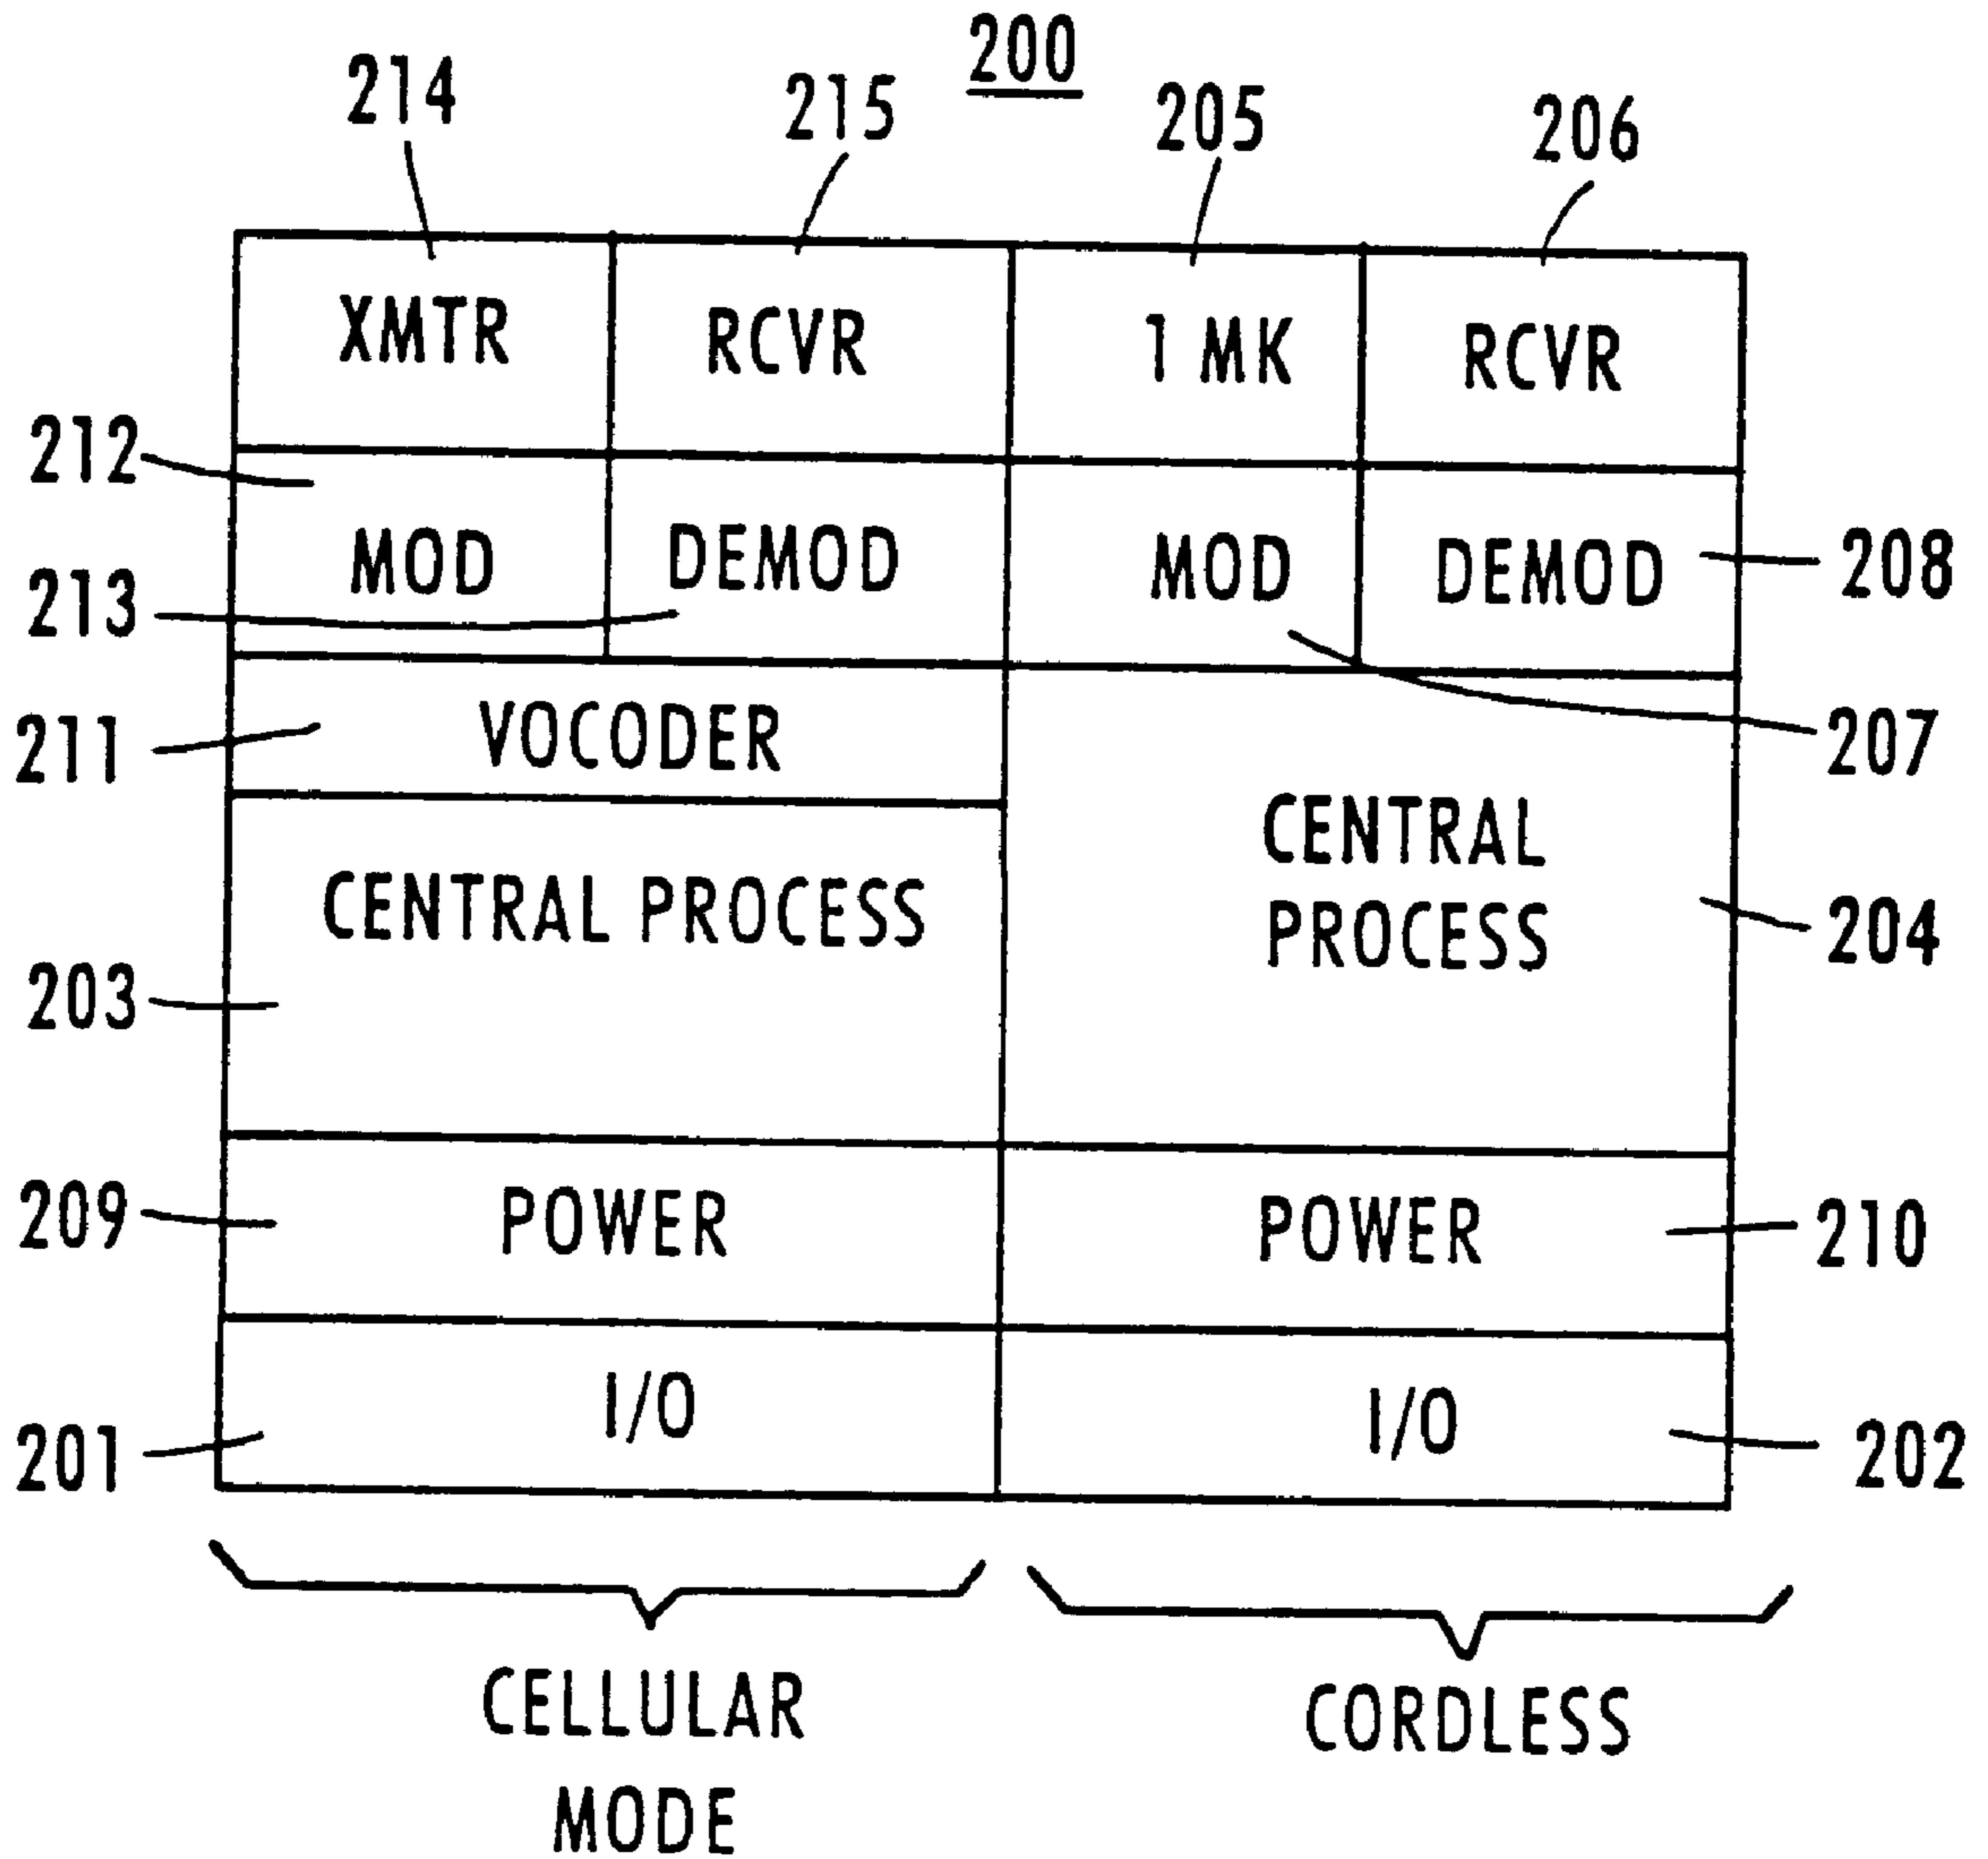 200
214
215
205
206
XMTR
RCVR
1 MK
RCVR
212
MOD
DEMOD
MOD
DEMOD
208
213
211
VOCODER
207
CENTRAL
PROCESS
CENTRAL PROCESS
204
203
209
POWER
POWER
210
I/O
I/O
201
202
CELLULAR
MODE
CORDLESS